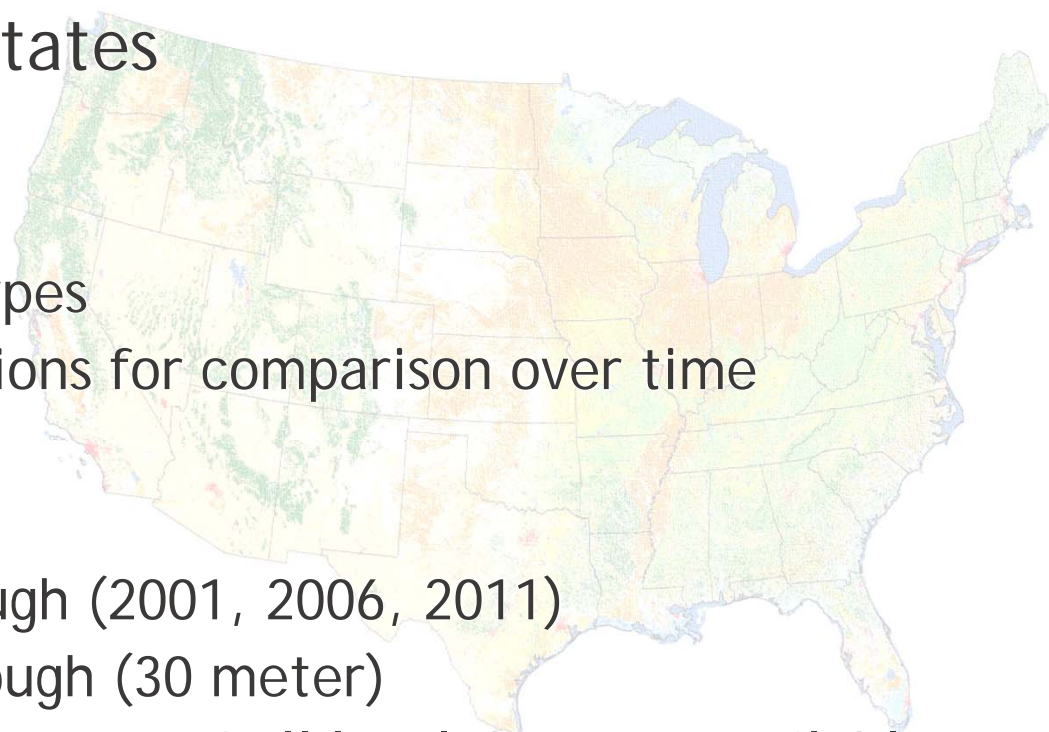 tates
pes
ions for comparison over time
ugh (2001, 2006, 2011)
ough (30 meter)